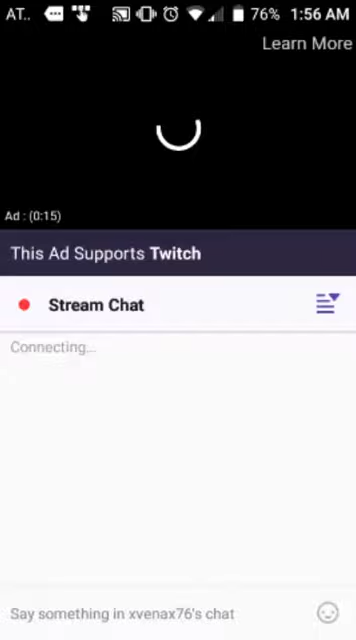 AT.. 76% 1:56 AM
Learn More
Ad : (0:15)
This Ad Supports Twitch
Stream Chat
Connecting...
Say something in xvenax76's chat